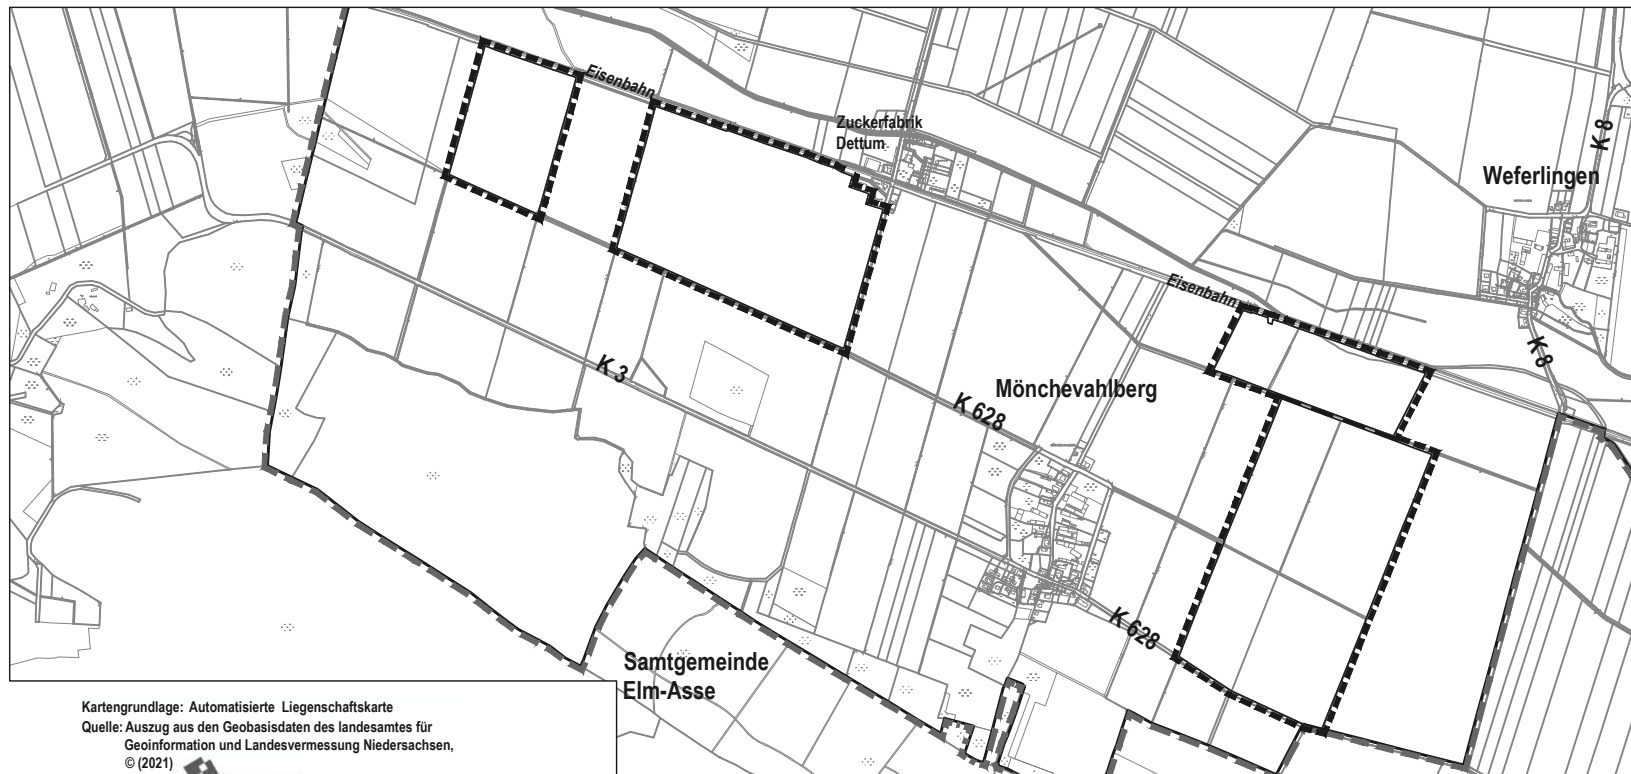 Eisenbahn
Zuckerfabrik
Dettum
K 8
Weferlingen
Eisenbahn
K 8
K 3
Mönchevahlberg
K 628
K 628
Samtgemeinde
Elm-Asse
Kartengrundlage: Automatisierte Liegenschaftskarte
Quelle: Auszug aus den Geobasisdaten des landesamtes für
Geoinformation und Landesvermessung Niedersachsen,
© (2021)